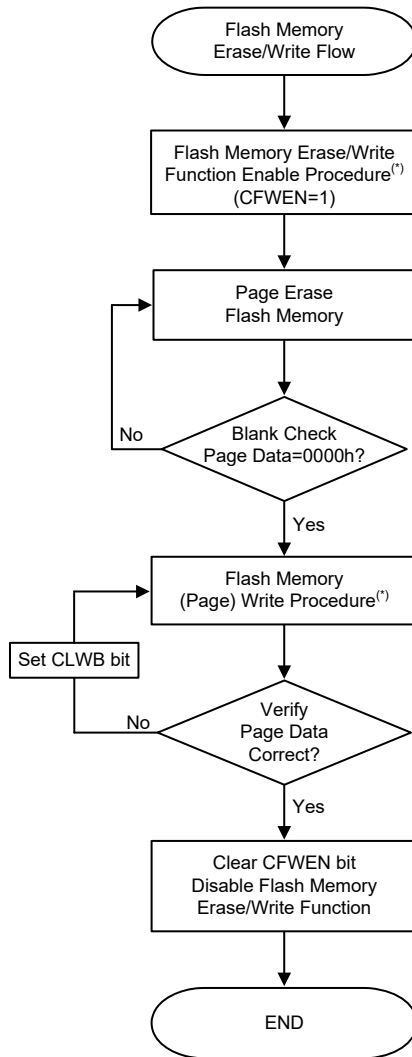 Flash Memory
Erase/Write Flow
Flash Memory Erase/Write
Function Enable Procedure(*)
(CFWEN=1)
Page Erase
Flash Memory
Blank Check
Page Data=0000h?
No
Yes
Flash Memory
(Page) Write Procedure(*)
Set CLWB bit
Verify
Page Data
Correct?
No
Yes
Clear CFWEN bit
Disable Flash Memory
Erase/Write Function
END